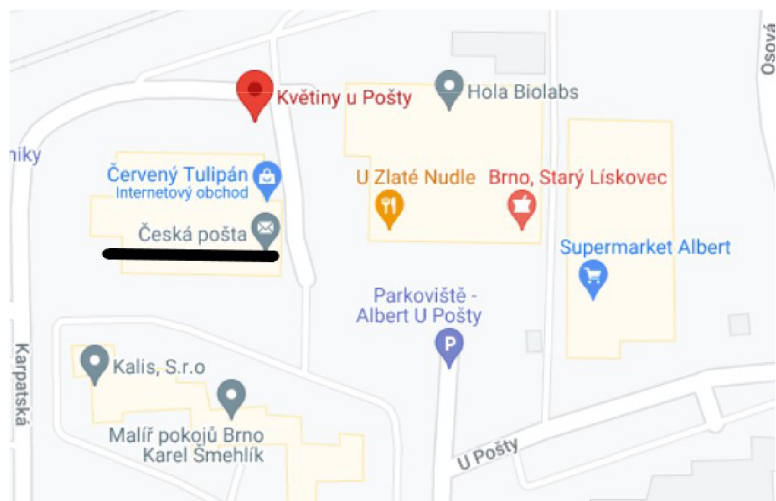 Osová
Květiny u Pošty
Hola Biolabs
niky
Červený Tulipán
Internetový obchod
U Zlaté Nudle
Brno, Starý Lískovec
Česká pošta
Supermarket Albert
Parkoviště -
Albert U Pošty
P
Karpatská
Kalis, S.r.o
Malíř pokojů Brno
Karel Šmehlík
U Pošty